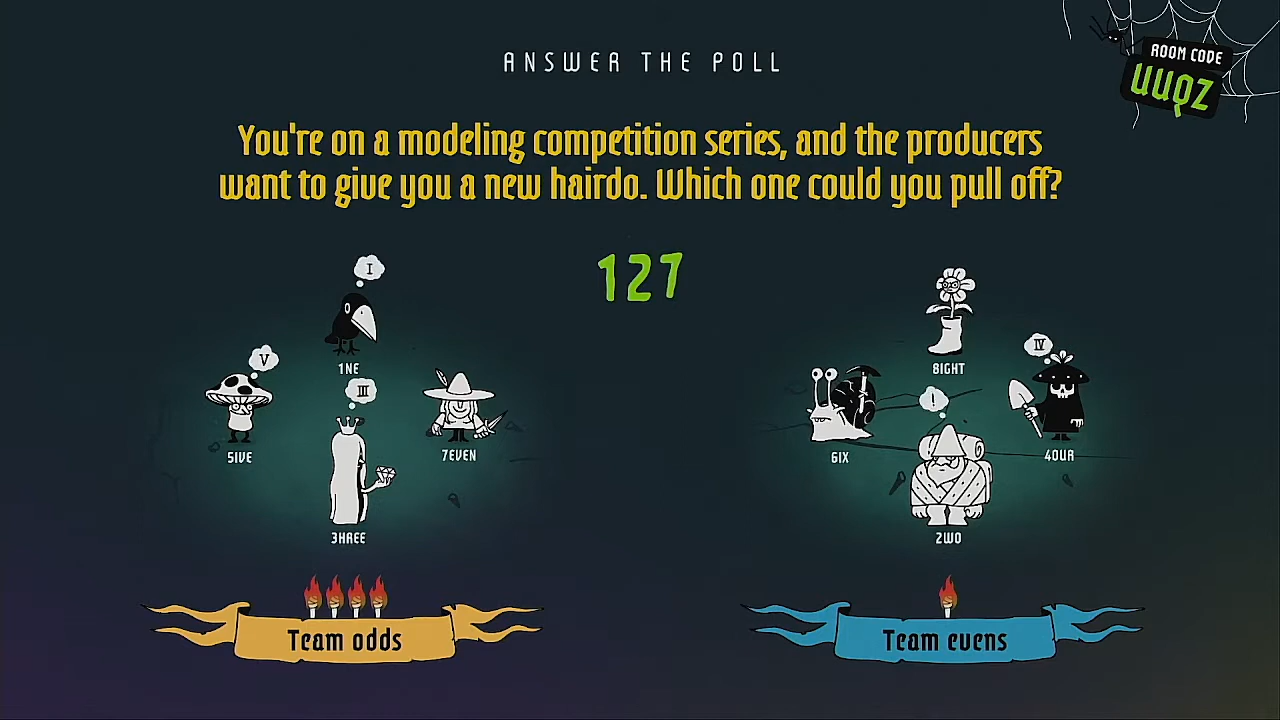 ANSWER THE POLL
ROOM CODE
UUQZ
You're on a modeling competition series, and the producers
want to give you a new hairdo. Which one could you pull off?
127
I
1NE
V
5IVE
III
3HREE
7EVEN
8IGHT
IV
4OUR
6IX
!
2WO
Team odds
Team evens